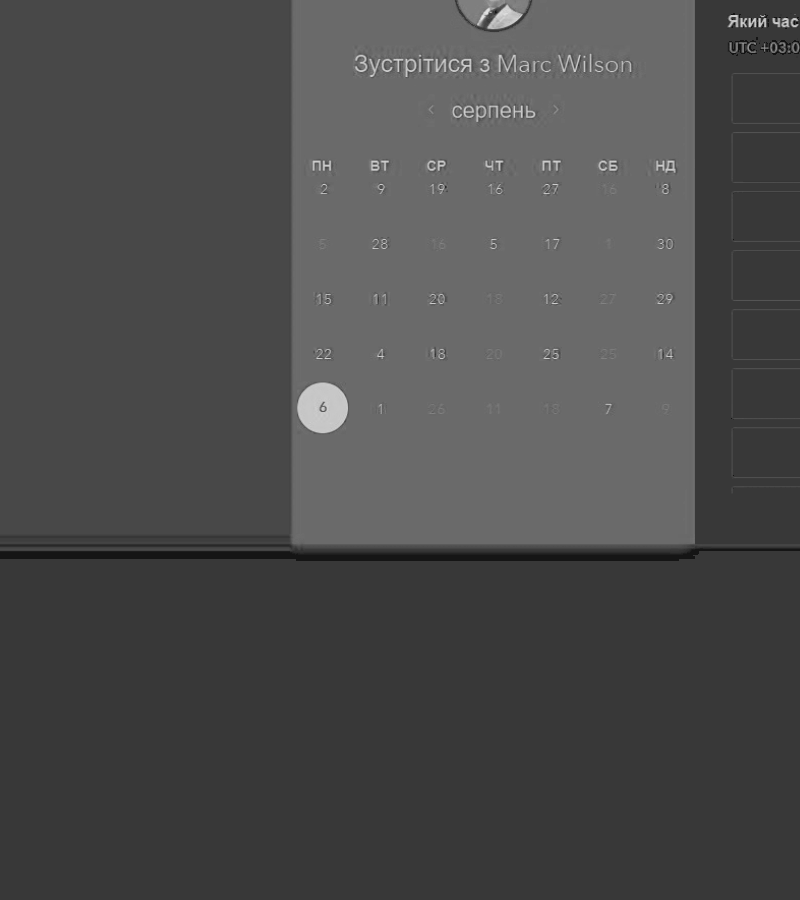 Зустрітися з Marc Wilson
‹ серпень ›
ПН ВТ СР ЧТ ПТ СБ НД
2 9 19 16 27 16 8
5 28 16 5 17 1 30
15 11 20 18 12 27 29
22 4 18 20 25 25 14
6 1 26 11 18 7 9
Який час
UTC +03:0